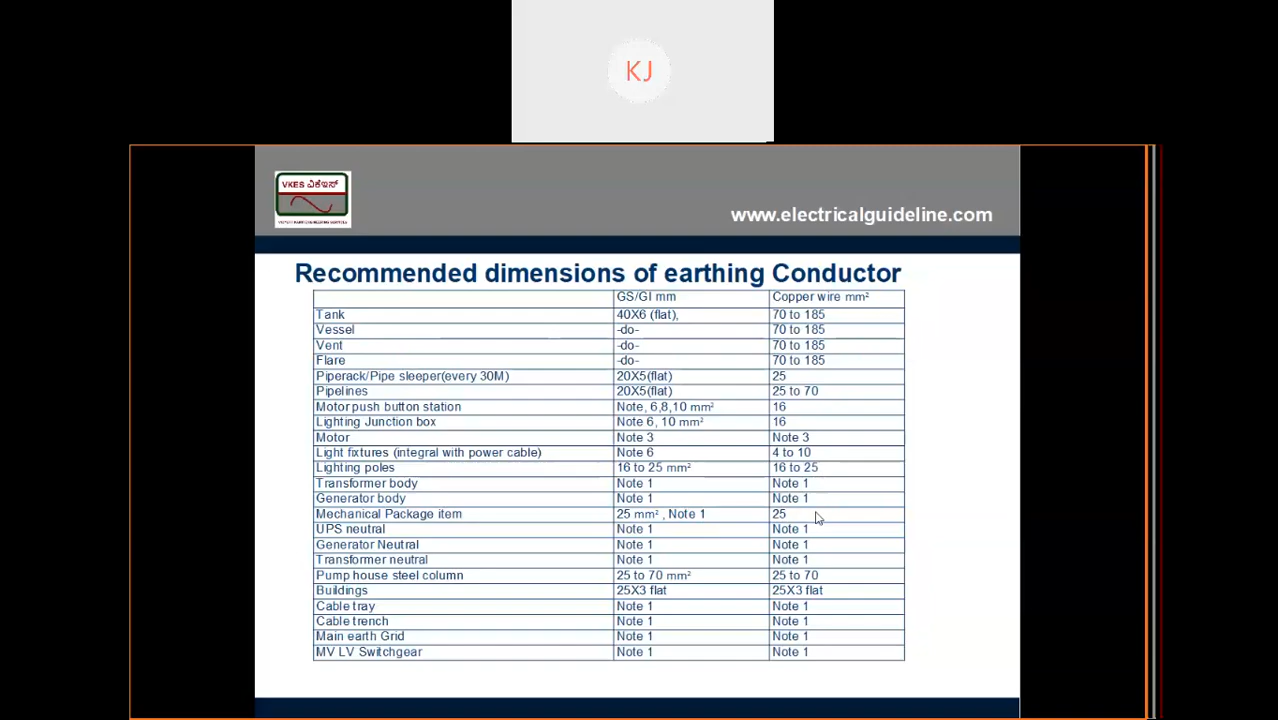 KJ
VKES ವಿಕೆಇಎಸ್
www.electricalguideline.com
Recommended dimensions of earthing Conductor
GS/GI mm Copper wire mm²
Tank 40X6 (flat), 70 to 185
Vessel -do- 70 to 185
Vent -do- 70 to 185
Flare -do- 70 to 185
Piperack/Pipe sleeper(every 30M) 20X5(flat) 25
Pipelines 20X5(flat) 25 to 70
Motor push button station Note, 6,8,10 mm² 16
Lighting Junction box Note 6, 10 mm² 16
Motor Note 3 Note 3
Light fixtures (integral with power cable) Note 6 4 to 10
Lighting poles 16 to 25 mm² 16 to 25
Transformer body Note 1 Note 1
Generator body Note 1 Note 1
Mechanical Package item 25 mm² , Note 1 25
UPS neutral Note 1 Note 1
Generator Neutral Note 1 Note 1
Transformer neutral Note 1 Note 1
Pump house steel column 25 to 70 mm² 25 to 70
Buildings 25X3 flat 25X3 flat
Cable tray Note 1 Note 1
Cable trench Note 1 Note 1
Main earth Grid Note 1 Note 1
MV LV Switchgear Note 1 Note 1